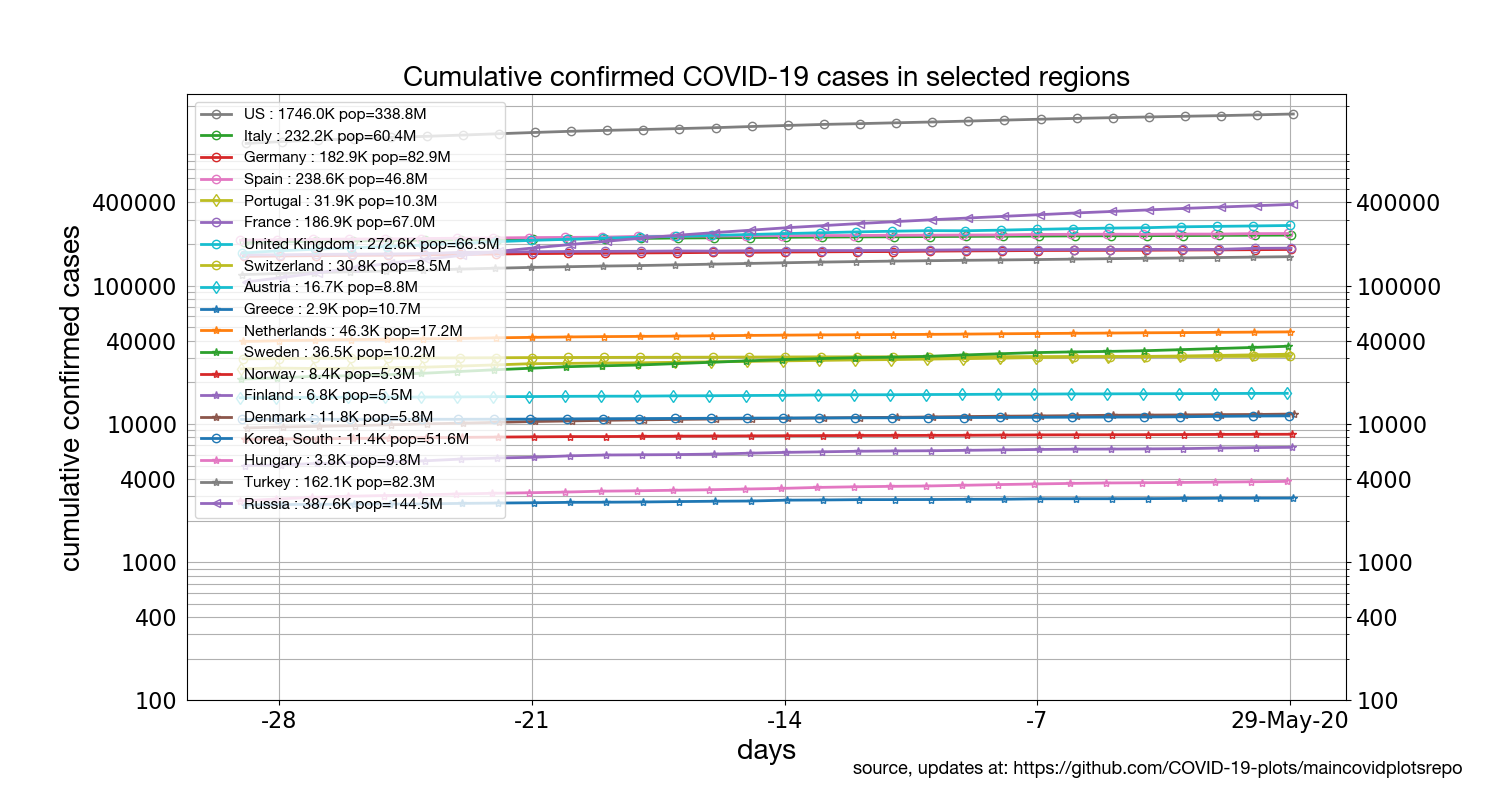 Cumulative confirmed COVID-19 cases in selected regions
US : 1746.0K pop=338.8M
Italy : 232.2K pop=60.4M
Germany : 182.9K pop=82.9M
Spain : 238.6K pop=46.8M
Portugal : 31.9K pop=10.3M
France : 186.9K pop=67.0M
United Kingdom : 272.6K pop=66.5M
Switzerland : 30.8K pop=8.5M
Austria : 16.7K pop=8.8M
Greece : 2.9K pop=10.7M
Netherlands : 46.3K pop=17.2M
Sweden : 36.5K pop=10.2M
Norway : 8.4K pop=5.3M
Finland : 6.8K pop=5.5M
Denmark : 11.8K pop=5.8M
Korea, South : 11.4K pop=51.6M
Hungary : 3.8K pop=9.8M
Turkey : 162.1K pop=82.3M
Russia : 387.6K pop=144.5M
cumulative confirmed cases
400000
100000
40000
10000
4000
1000
400
100
400000
100000
40000
10000
4000
1000
400
100
-28
-21
-14
-7
29-May-20
days
source, updates at: https://github.com/COVID-19-plots/maincovidplotsrepo